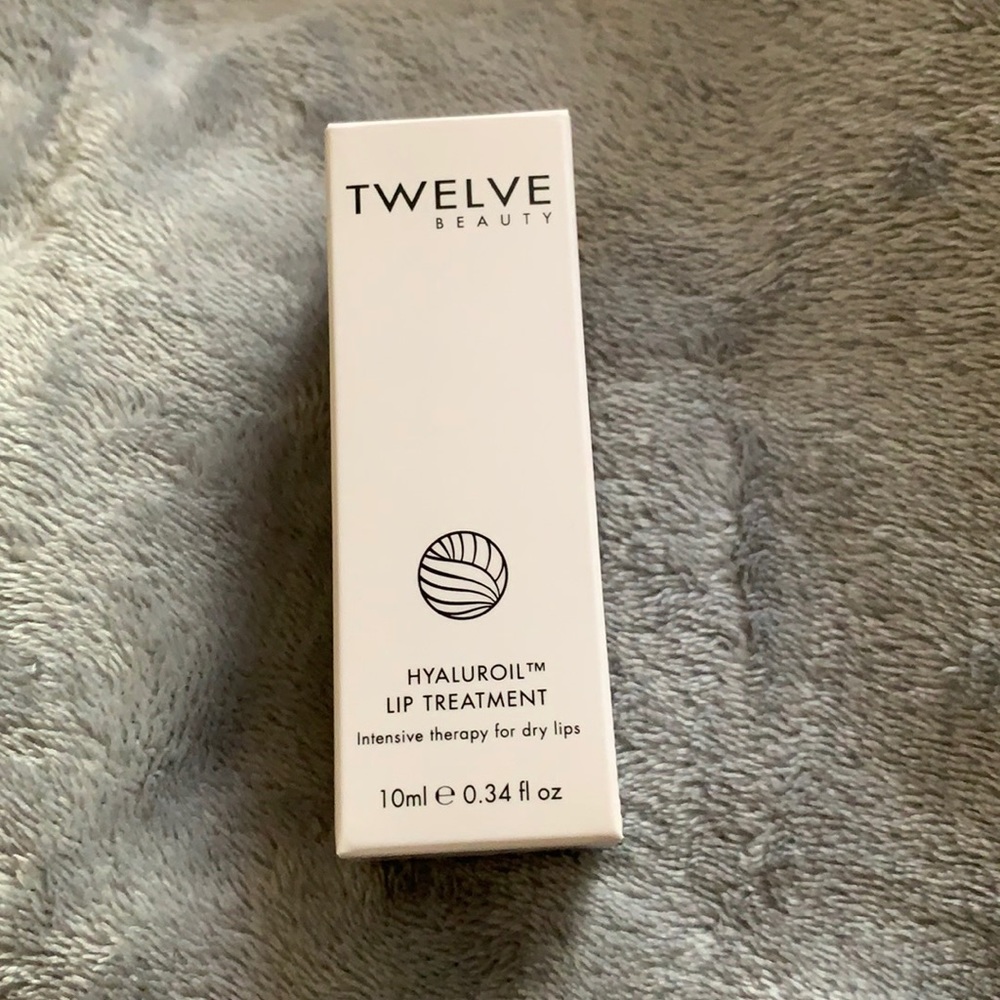 TWELVE
BEAUTY
HYALUROIL™
LIP TREATMENT
Intensive therapy for dry lips
10ml ℮ 0.34 fl oz